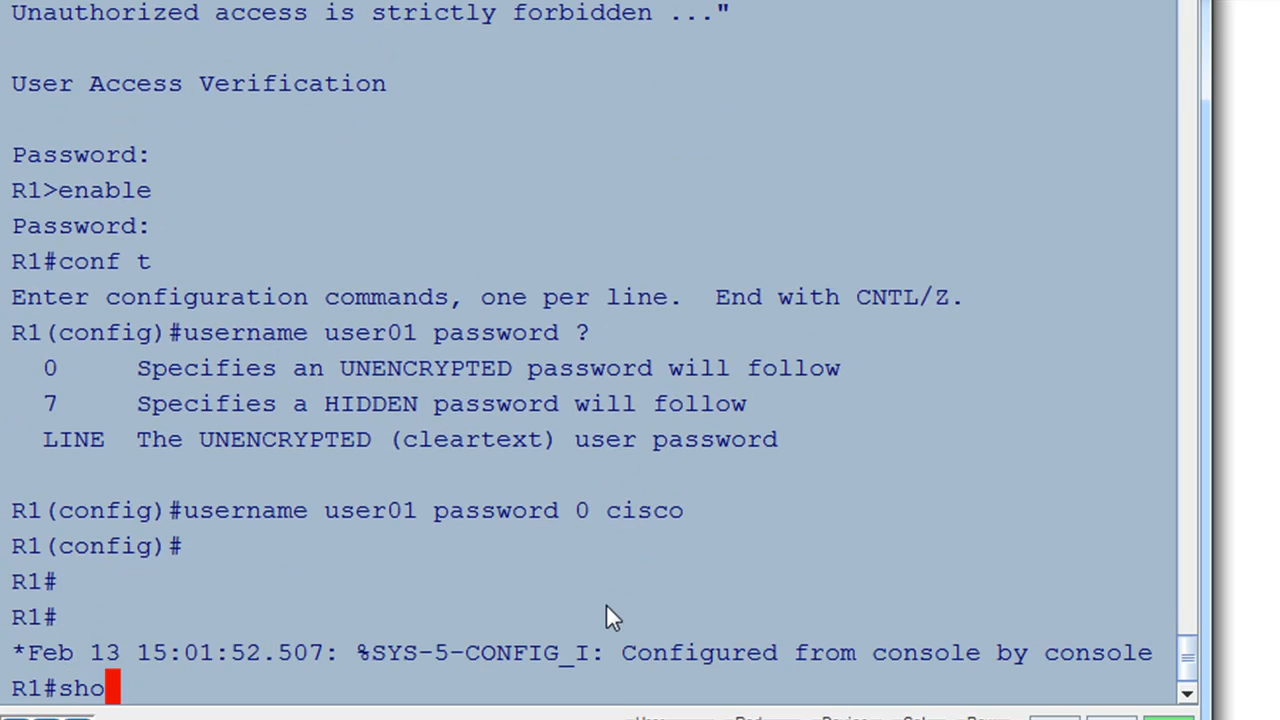 Unauthorized access is strictly forbidden ..."
User Access Verification
Password:
R1>enable
Password:
R1#conf t
Enter configuration commands, one per line.  End with CNTL/Z.
R1(config)#username user01 password ?
0      Specifies an UNENCRYPTED password will follow
7      Specifies a HIDDEN password will follow
LINE  The UNENCRYPTED (cleartext) user password
R1(config)#username user01 password 0 cisco
R1(config)#
R1#
R1#
*Feb 13 15:01:52.507: %SYS-5-CONFIG_I: Configured from console by console
R1#sho